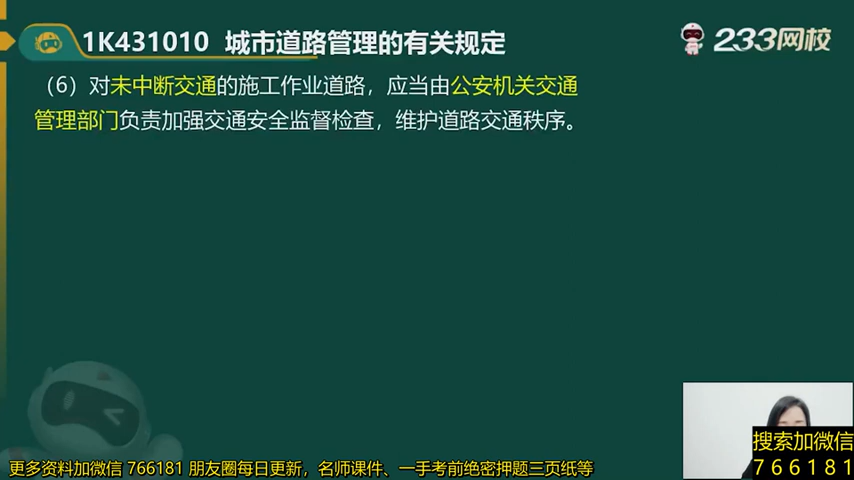 1K431010 城市道路管理的有关规定
233网校
（6）对未中断交通的施工作业道路，应当由公安机关交通
管理部门负责加强交通安全监督检查，维护道路交通秩序。
搜索加微信
766181
更多资料加微信 766181 朋友圈每日更新，名师课件、一手考前绝密押题三页纸等